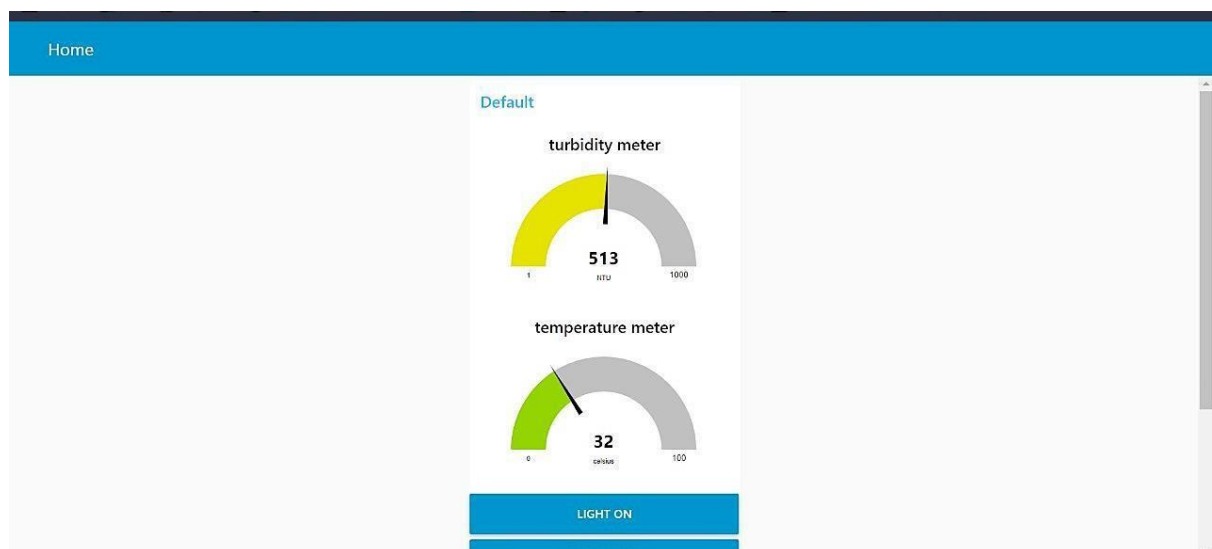 Home
Default
turbidity meter
513
NTU
1
1000
temperature meter
32
celsius
0
100
LIGHT ON